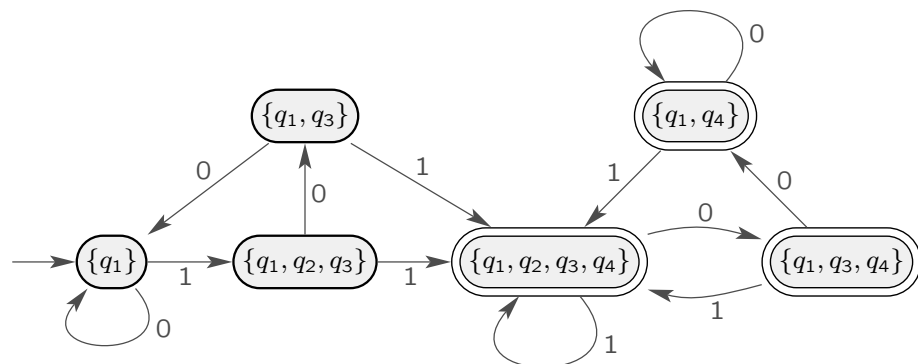 0
{q₁, q₃}
{q₁, q₄}
0
1
1
0
0
0
{q₁}
1
{q₁, q₂, q₃}
1
{q₁, q₂, q₃, q₄}
{q₁, q₃, q₄}
1
0
1